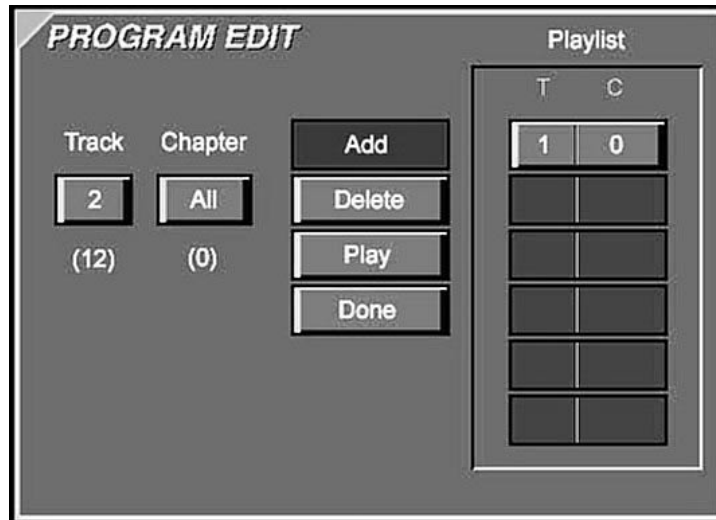 PROGRAM EDIT
Playlist
T C
Track Chapter Add 1 0
2 All Delete
(12) (0) Play
Done